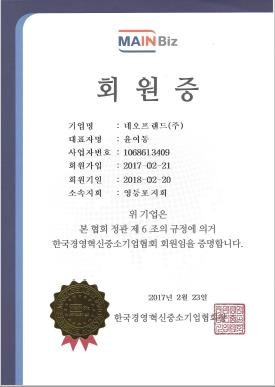 MAINBiz
회 원 증
기업명 : 네오프랜드(주)
대표자명 : 윤이동
사업자번호 : 1068613409
회원가입 : 2017-02-21
회원기일 : 2018-02-20
소속지회 : 영등포지회
위 기업은
본 협회 정관 제 6 조의 규정에 의거
한국경영혁신중소기업협회 회원임을 증명합니다.
2017년 2월 23일
한국경영혁신중소기업협회장